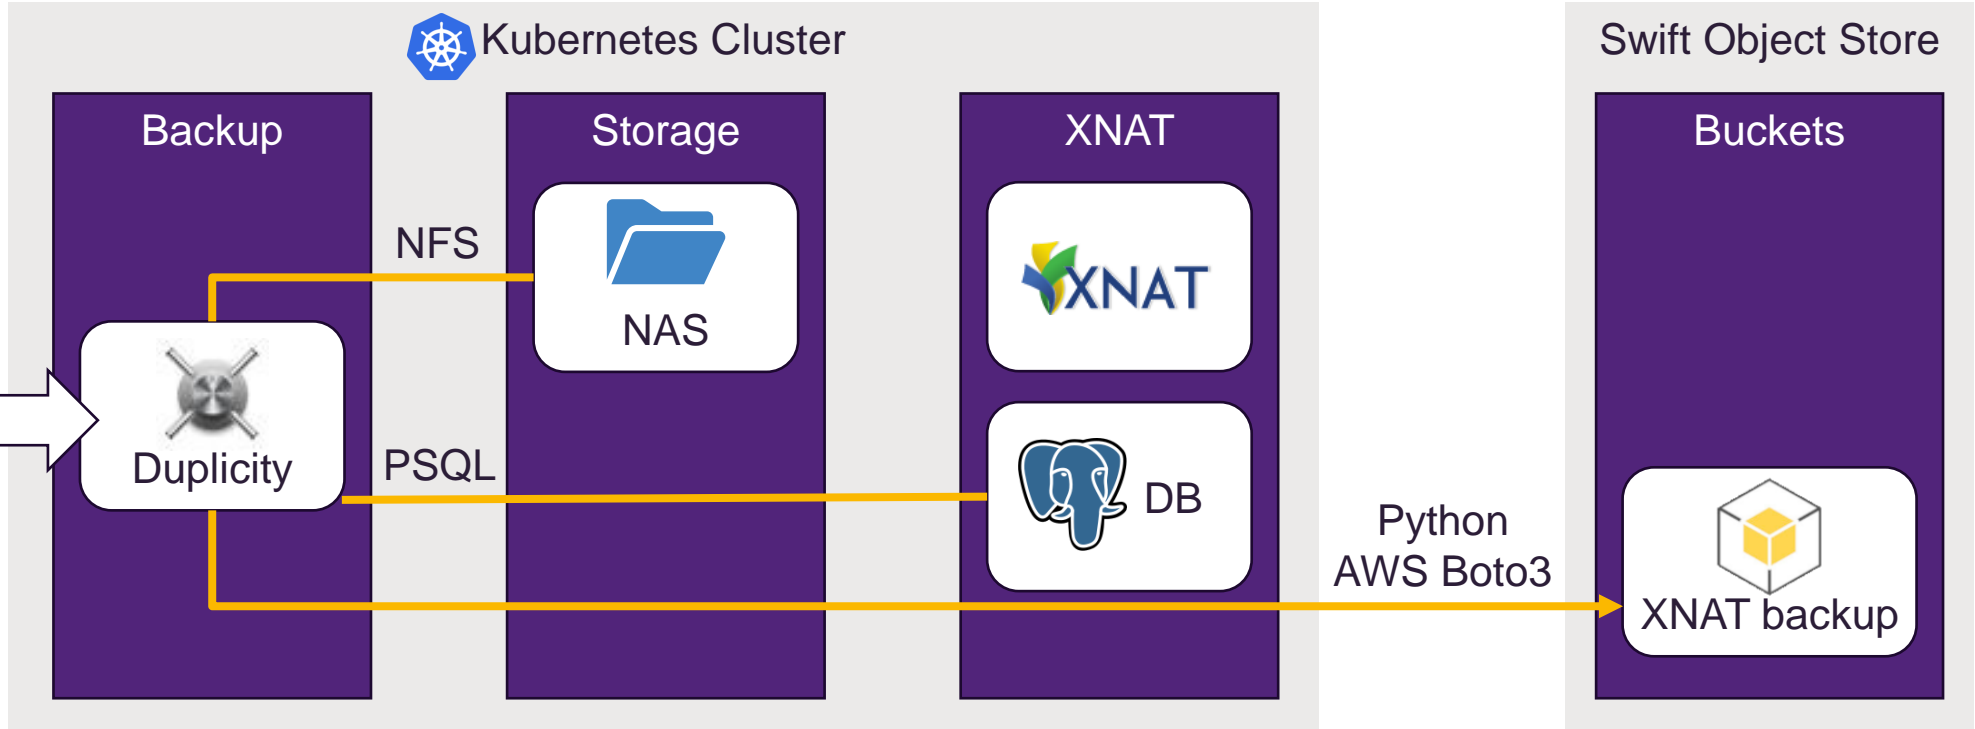 Kubernetes Cluster
Swift Object Store
Backup
Storage
XNAT
Buckets
NFS
NAS
XNAT
Duplicity
PSQL
DB
Python
AWS Boto3
XNAT backup